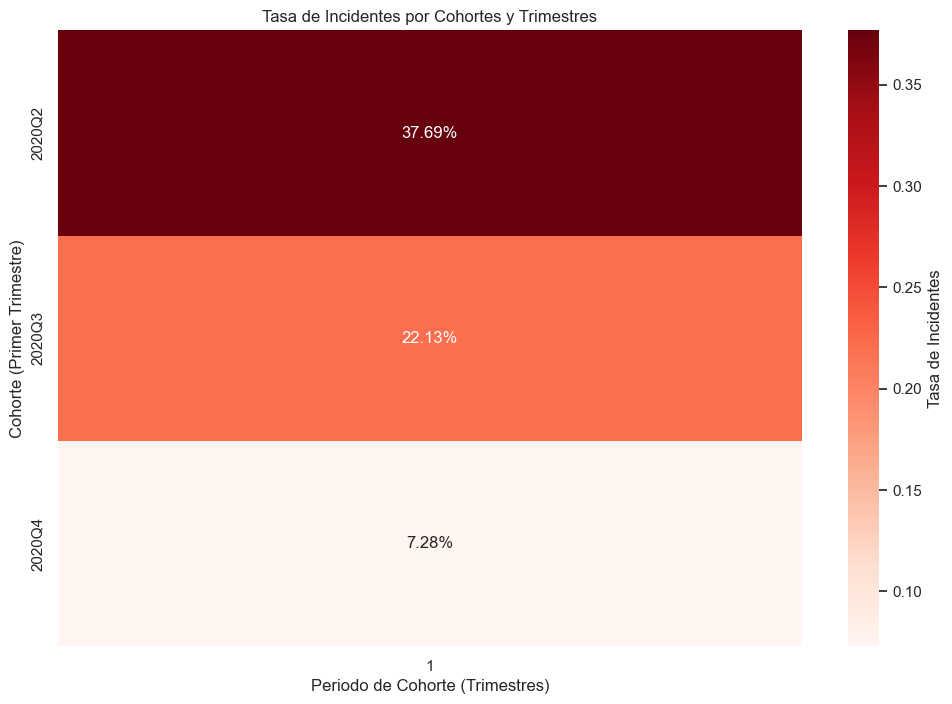 Tasa de Incidentes por Cohortes y Trimestres
Cohorte (Primer Trimestre)
2020Q2
37.69%
2020Q3
22.13%
2020Q4
7.28%
1
Periodo de Cohorte (Trimestres)
0.35
0.30
0.25
0.20
0.15
0.10
Tasa de Incidentes